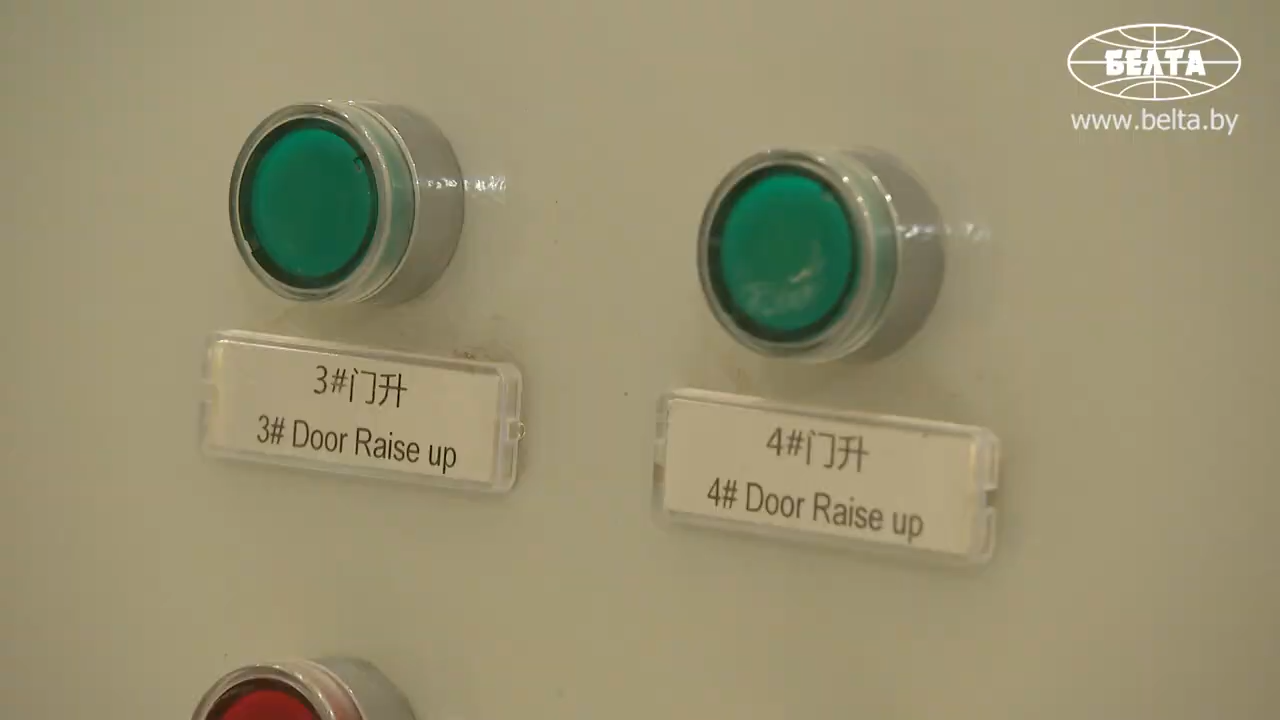 БЕЛТА
www.belta.by
3#门升
3# Door Raise up
4#门升
4# Door Raise up